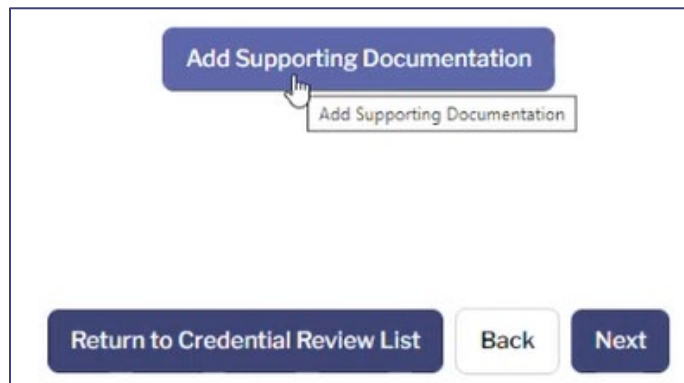 Add Supporting Documentation
Add Supporting Documentation
Return to Credential Review List Back Next